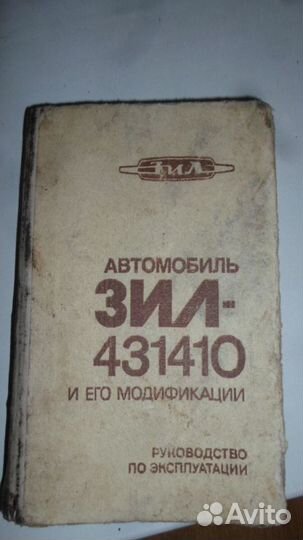 ЗИЛ
АВТОМОБИЛЬ
ЗИЛ-
431410
И ЕГО МОДИФИКАЦИИ
РУКОВОДСТВО
ПО ЭКСПЛУАТАЦИИ
Avito